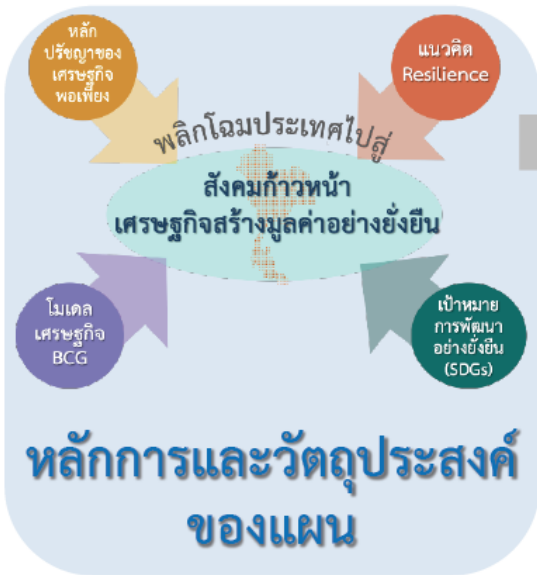 หลัก
ปรัชญาของ
เศรษฐกิจ
พอเพียง
แนวคิด
Resilience
พลิกโฉมประเทศไปสู่
สังคมก้าวหน้า
เศรษฐกิจสร้างมูลค่าอย่างยั่งยืน
โมเดล
เศรษฐกิจ
BCG
เป้าหมาย
การพัฒนา
อย่างยั่งยืน
(SDGs)
หลักการและวัตถุประสงค์
ของแผน